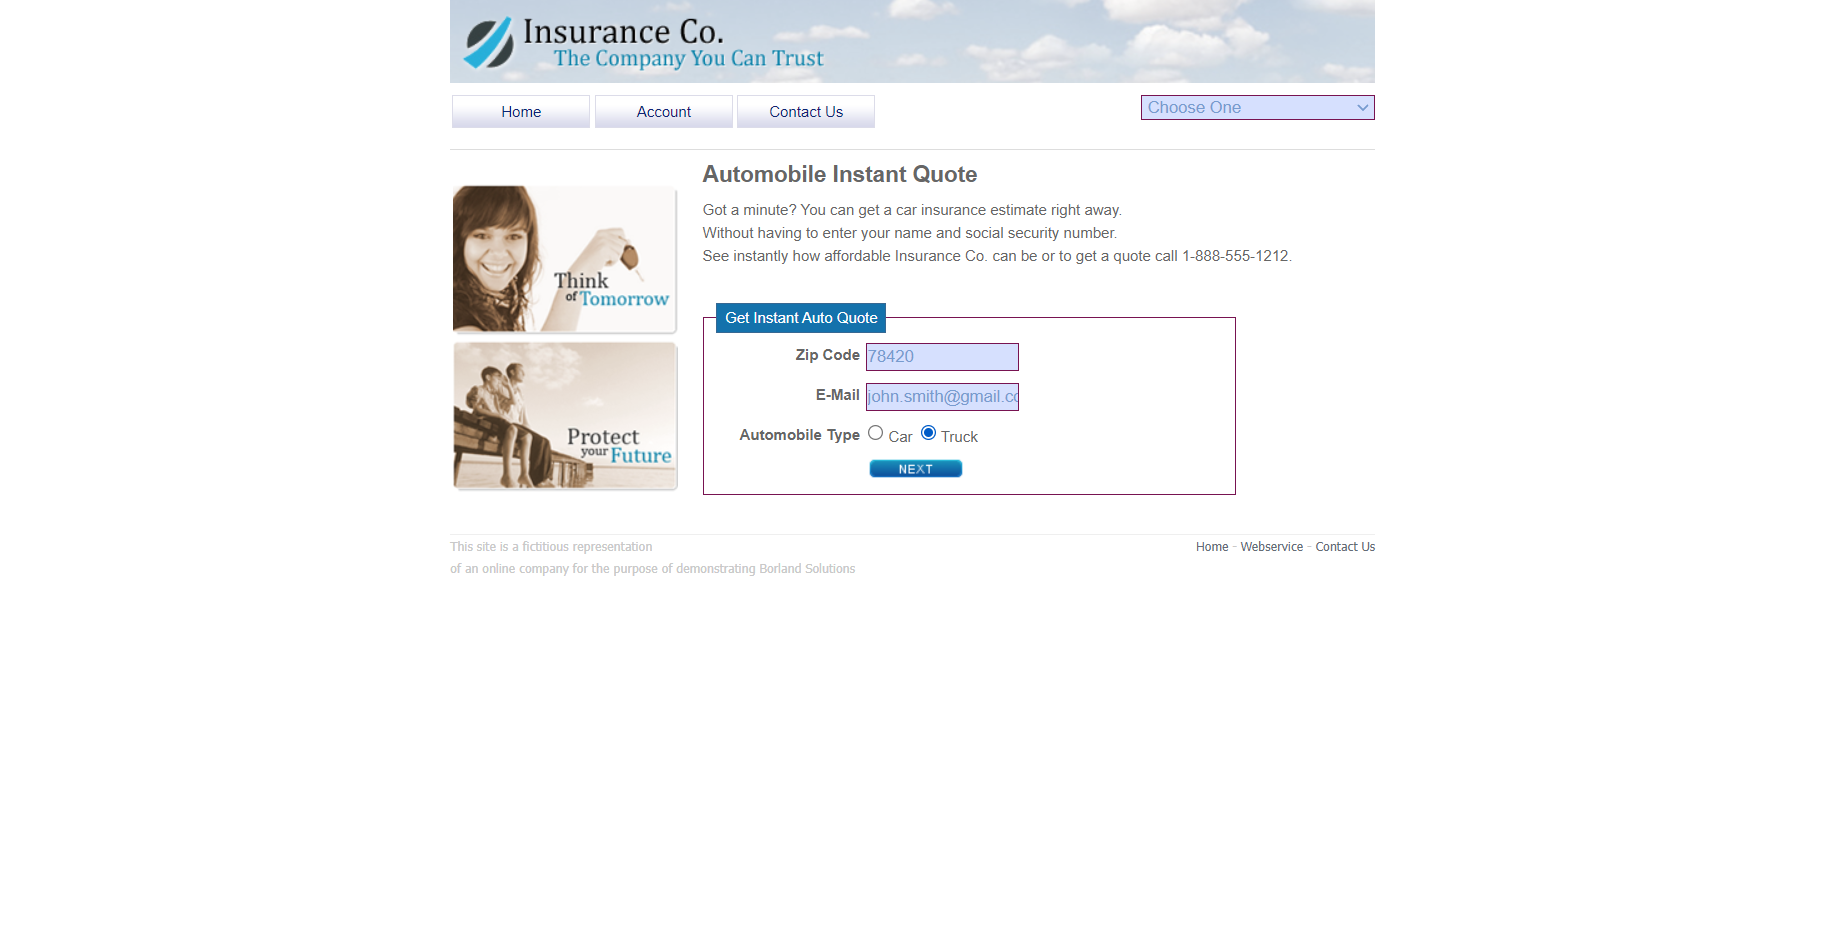 Insurance Co.
The Company You Can Trust
Home
Account
Contact Us
Choose One
Automobile Instant Quote
Got a minute? You can get a car insurance estimate right away.
Without having to enter your name and social security number.
See instantly how affordable Insurance Co. can be or to get a quote call 1-888-555-1212.
Think
of Tomorrow
Protect
your Future
Get Instant Auto Quote
Zip Code 78420
E-Mail john.smith@gmail.co
Automobile Type Car Truck
NEXT
This site is a fictitious representation
of an online company for the purpose of demonstrating Borland Solutions
Home - Webservice - Contact Us